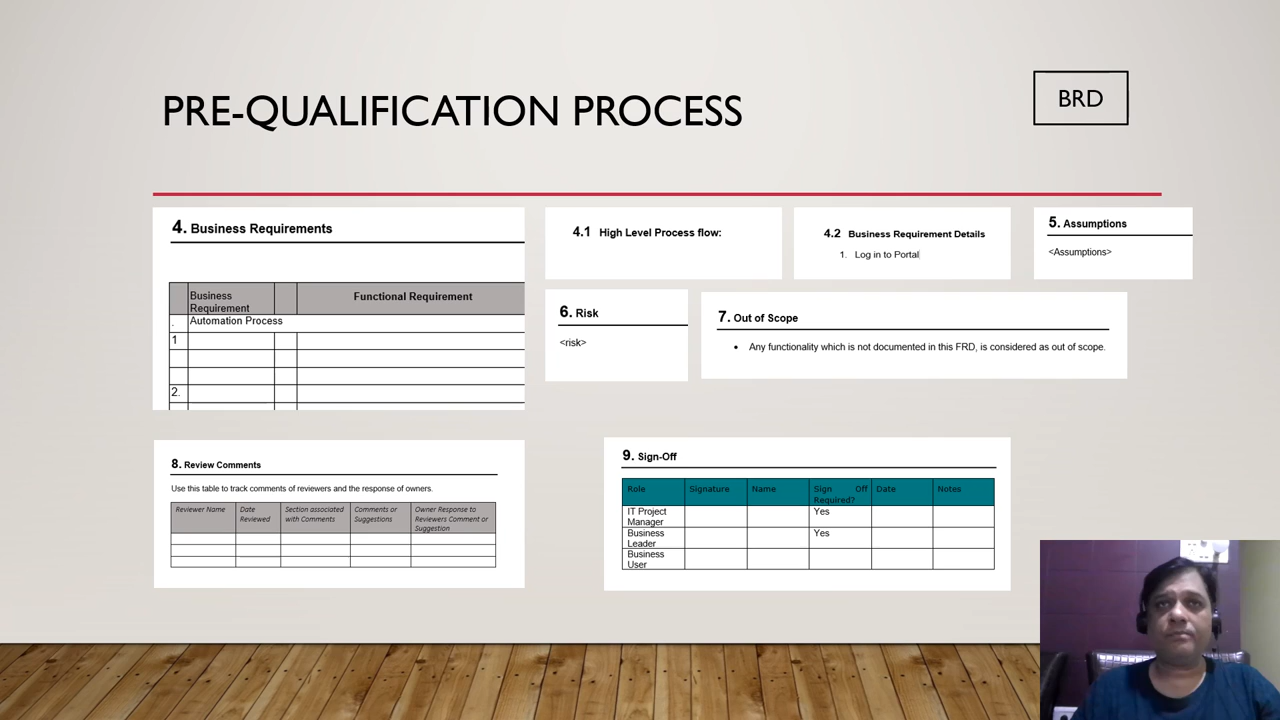 PRE-QUALIFICATION PROCESS
BRD
4. Business Requirements
Business
Requirement
Functional Requirement
. Automation Process
1
2.
4.1 High Level Process flow:
4.2 Business Requirement Details
1. Log in to Portal
5. Assumptions
<Assumptions>
6. Risk
<risk>
7. Out of Scope
• Any functionality which is not documented in this FRD, is considered as out of scope.
8. Review Comments
Use this table to track comments of reviewers and the response of owners.
Reviewer Name
Date
Reviewed
Section associated
with Comments
Comments or
Suggestions
Owner Response to
Reviewers Comment or
Suggestion
9. Sign-Off
Role
Signature
Name
Sign Off
Required?
Date
Notes
IT Project
Manager
Yes
Business
Leader
Yes
Business
User